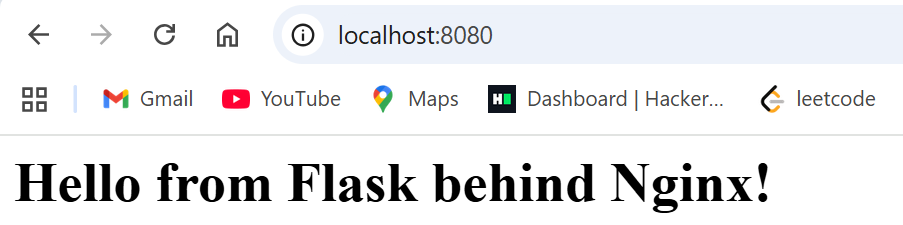 localhost:8080
Gmail YouTube Maps Dashboard | Hacker... leetcode
Hello from Flask behind Nginx!